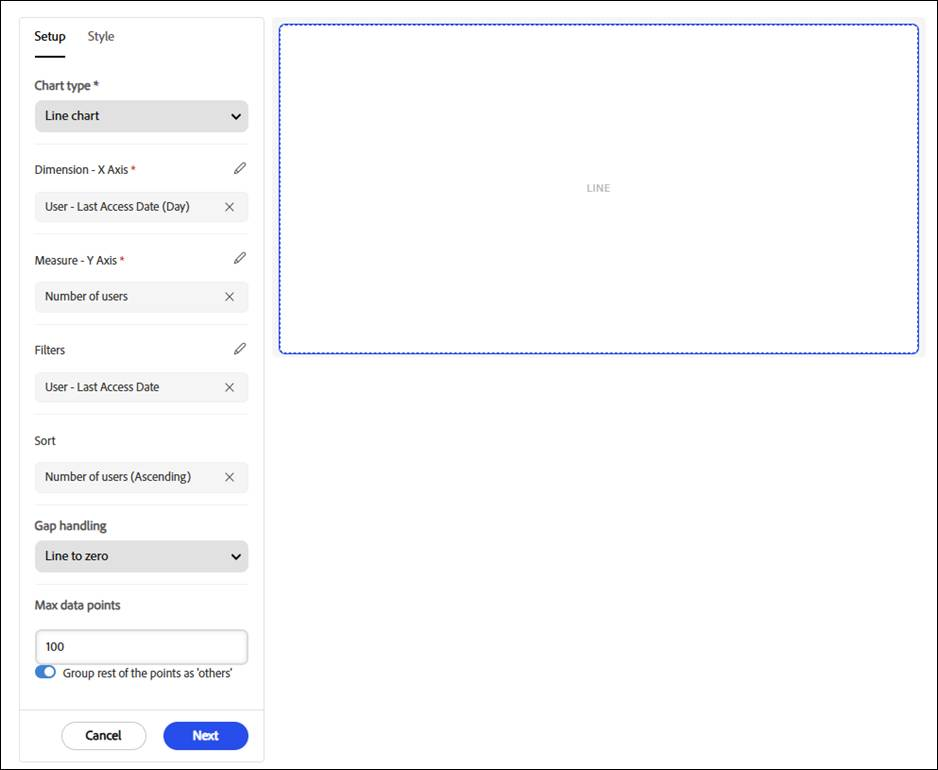 Setup Style
Chart type *
Line chart
Dimension - X Axis *
User - Last Access Date (Day)
Measure - Y Axis *
Number of users
Filters
User - Last Access Date
Sort
Number of users (Ascending)
Gap handling
Line to zero
Max data points
100
Group rest of the points as 'others'
Cancel Next
LINE